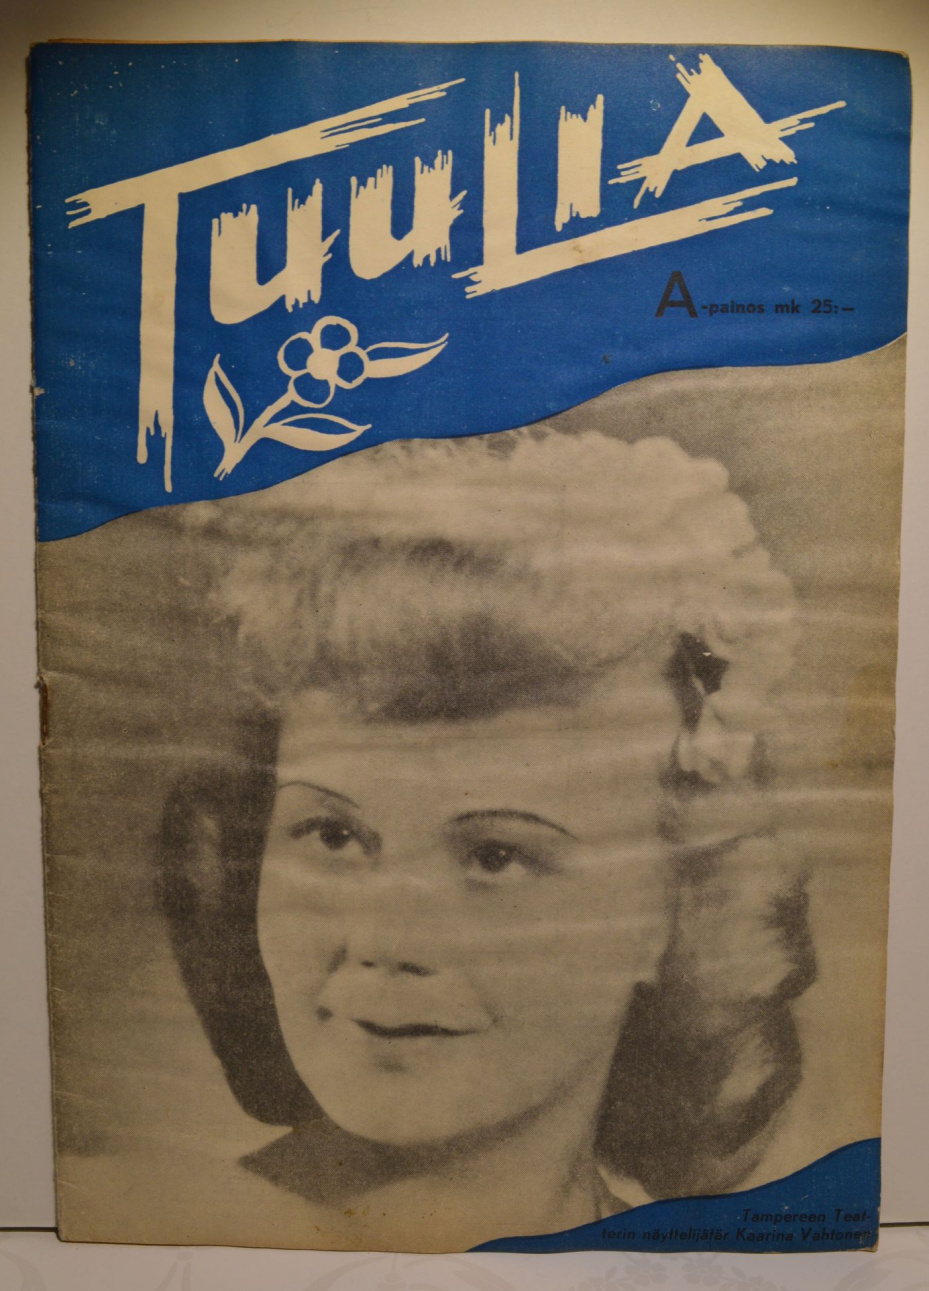 TUULIA
A-painos mk 25:—
Tampereen Teat-
terin näyttelijätär Kaarina Vahtonen